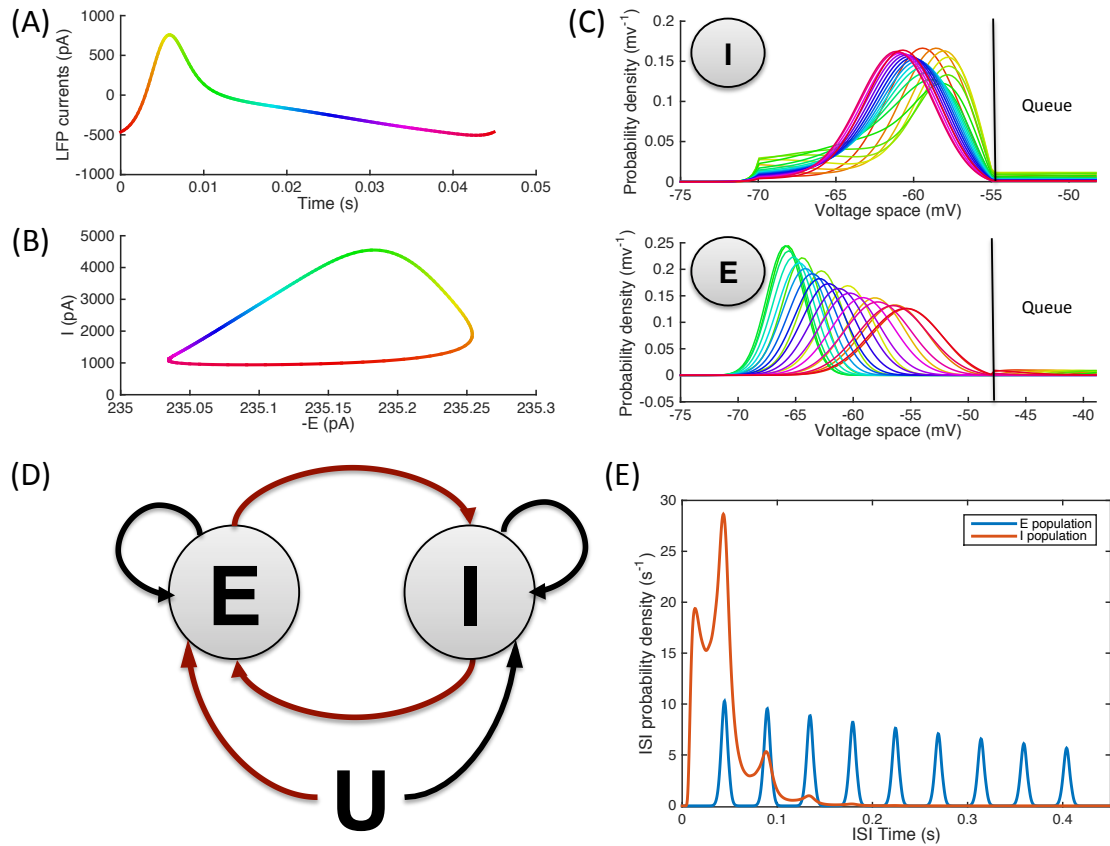 (A)
LFP currents (pA)
1000
500
0
-500
-1000
0
0.01
0.02
0.03
0.04
0.05
Time (s)
(B)
I (pA)
5000
4000
3000
2000
1000
0
235
235.05
235.1
235.15
235.2
235.25
235.3
-E (pA)
(C)
Probability density (mv-1)
0.2
0.15
0.1
0.05
0
I
Queue
-75
-70
-65
-60
-55
-50
Voltage space (mV)
Probability density (mv-1)
0.25
0.2
0.15
0.1
0.05
0
-0.05
E
Queue
-75
-70
-65
-60
-55
-50
-45
-40
Voltage space (mV)
(D)
E
I
U
(E)
ISI probability density (s-1)
30
25
20
15
10
5
0
E population
I population
0
0.1
0.2
0.3
0.4
ISI Time (s)